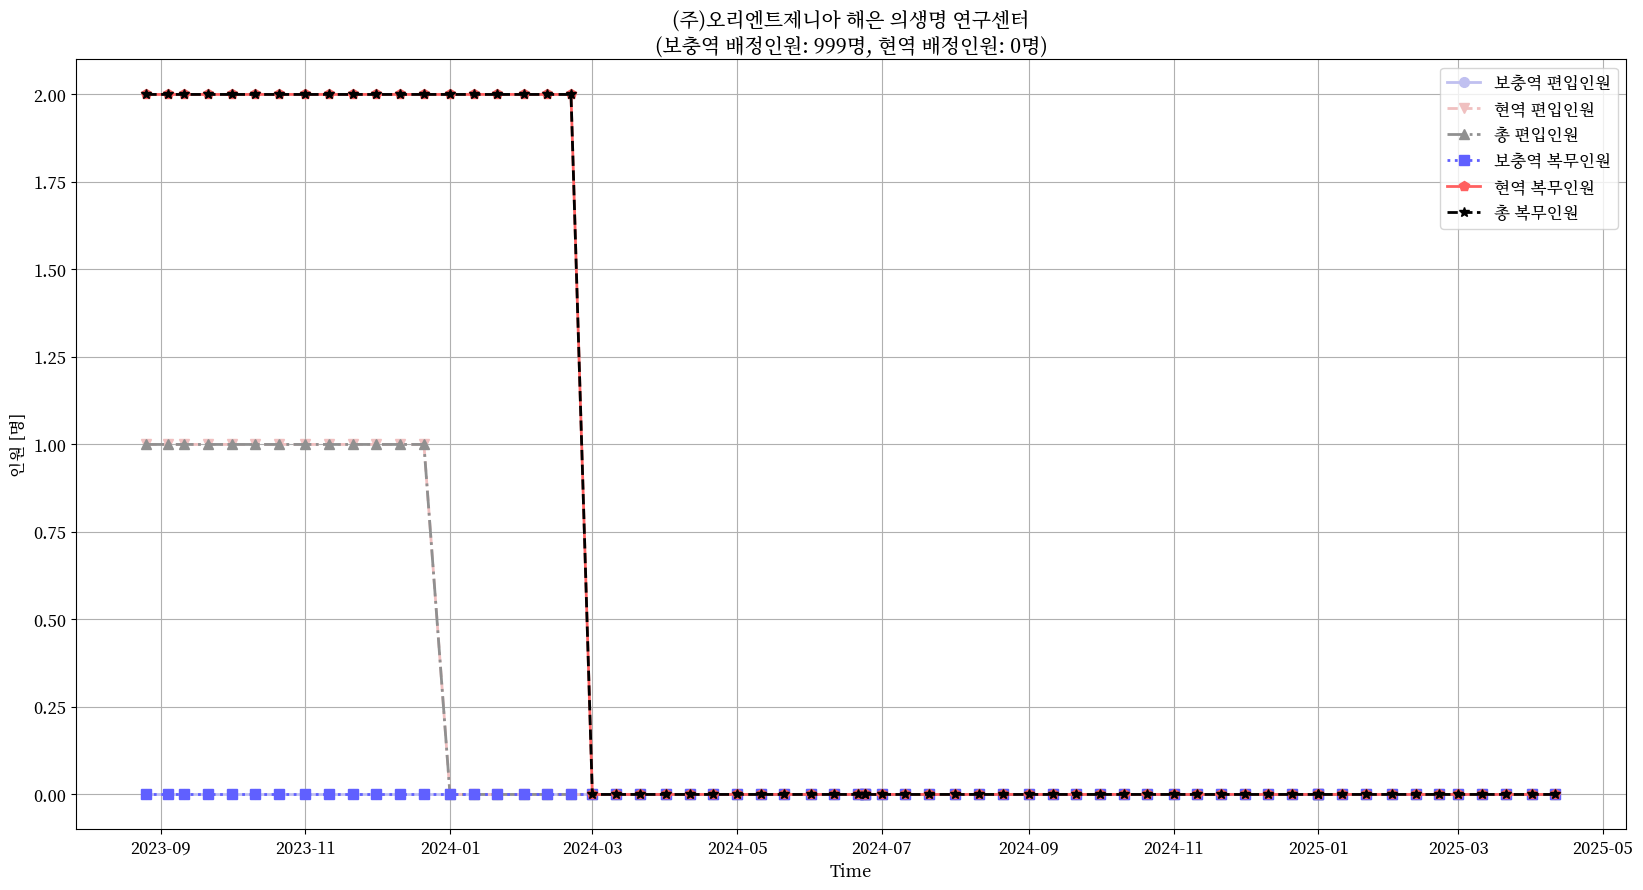 (주)오리엔트제니아 해은 의생명 연구센터
(보충역 배정인원: 999명, 현역 배정인원: 0명)
보충역 편입인원
현역 편입인원
총 편입인원
보충역 복무인원
현역 복무인원
총 복무인원
2.00
1.75
1.50
1.25
1.00
0.75
0.50
0.25
0.00
인원 [명]
2023-09 2023-11 2024-01 2024-03 2024-05 2024-07 2024-09 2024-11 2025-01 2025-03 2025-05
Time